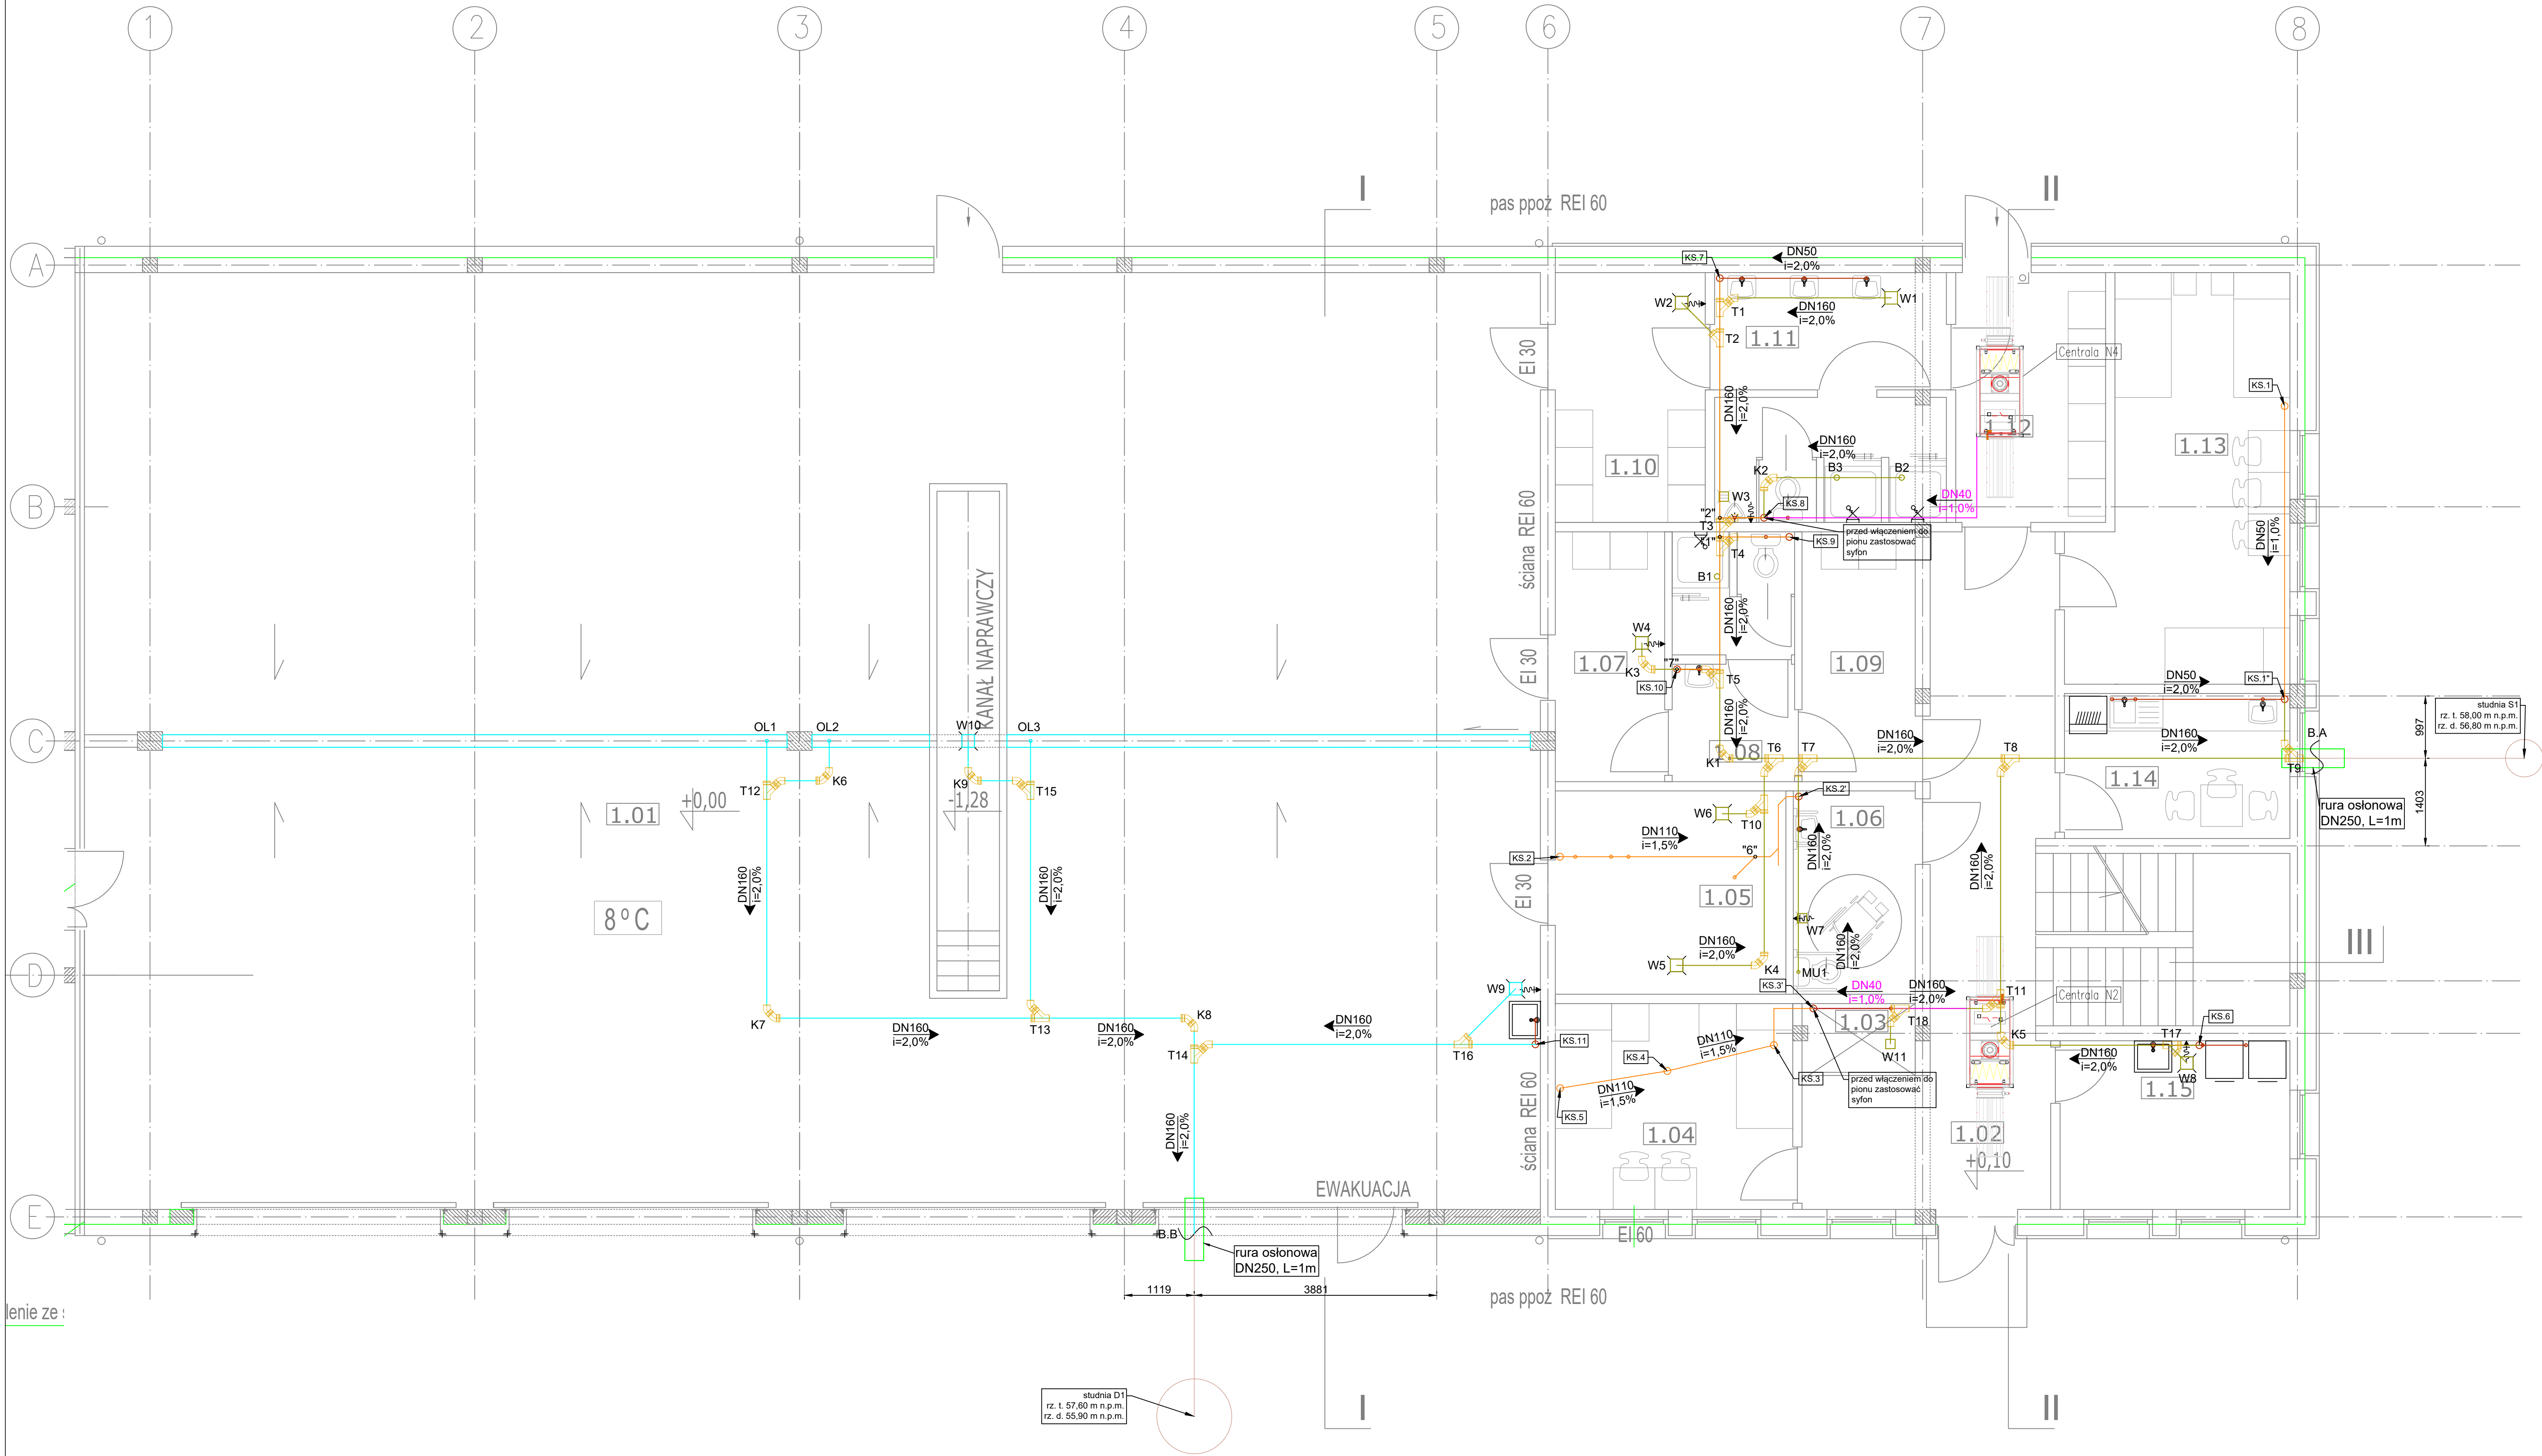 1
2
3
4
5
6
7
8
A
B
C
D
E
I
pas ppoż REI 60
II
KS.7
DN50
i=2,0%
W2
W1
T1
DN160
i=2,0%
T2
1.11
EI 30
Centrala N4
DN160
i=2,0%
KS.1
1.12
1.13
1.10
DN160
i=2,0%
K2
B3
B2
W3
KS.8
DN40
i=1,0%
"2"
T3
"1"
T4
KS.9
przed włączeniem do
pionu zastosować
syfon
DN50
i=1,0%
ściana REI 60
B1
DN160
i=2,0%
KANAŁ NAPRAWCZY
W4
K3
"7"
KS.10
T5
1.07
1.09
EI 30
DN50
i=2,0%
KS.1"
studnia S1
rz. t. 58,00 m n.p.m.
rz. d. 56,80 m n.p.m.
997
OL1
OL2
W10
OL3
DN160
i=2,0%
1.08
K1
T6
T7
DN160
i=2,0%
T8
DN160
i=2,0%
B.A
T9
1.14
1403
rura osłonowa
DN250, L=1m
T12
K6
K9
T15
1.01
+0,00
-1,28
KS.2'
W6
T10
1.06
DN110
i=1,5%
KS.2
"6"
DN160
i=2,0%
DN160
i=2,0%
DN160
i=2,0%
DN160
i=2,0%
8°C
EI 30
1.05
W7
III
DN160
i=2,0%
W5
K4
MU1
DN160
i=2,0%
W9
KS.3'
DN40
i=1,0%
DN160
i=2,0%
T11
Centrala N2
K7
DN160
i=2,0%
T13
DN160
i=2,0%
K8
T14
DN160
i=2,0%
T16
KS.11
1.03
T18
W11
K5
T17
KS.6
DN160
i=2,0%
W8
1.15
KS.4
DN110
i=1,5%
KS.3
przed włączeniem do
pionu zastosować
syfon
KS.5
DN110
i=1,5%
DN160
i=2,0%
ściana REI 60
1.04
1.02
+0,10
EWAKUACJA
B.B
EI 60
rura osłonowa
DN250, L=1m
1119
3881
pas ppoż REI 60
lenie ze
studnia D1
rz. t. 57,60 m n.p.m.
rz. d. 55,90 m n.p.m.
I
II